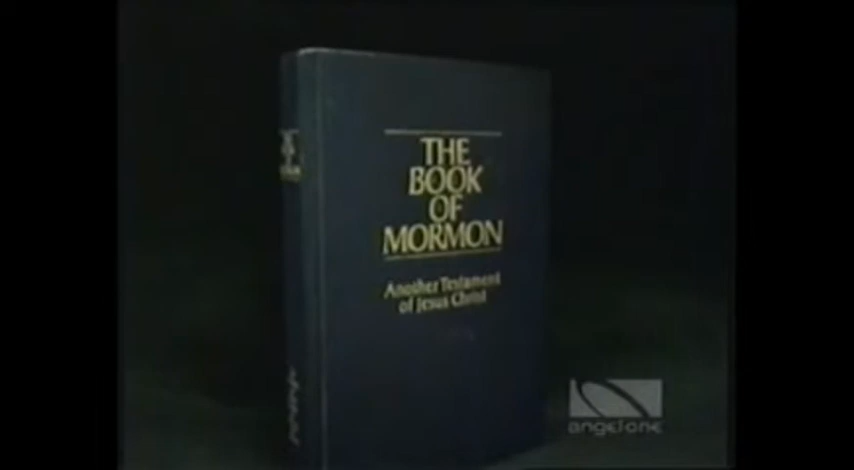 THE
BOOK
OF
MORMON
Another Testament
of Jesus Christ
angelone